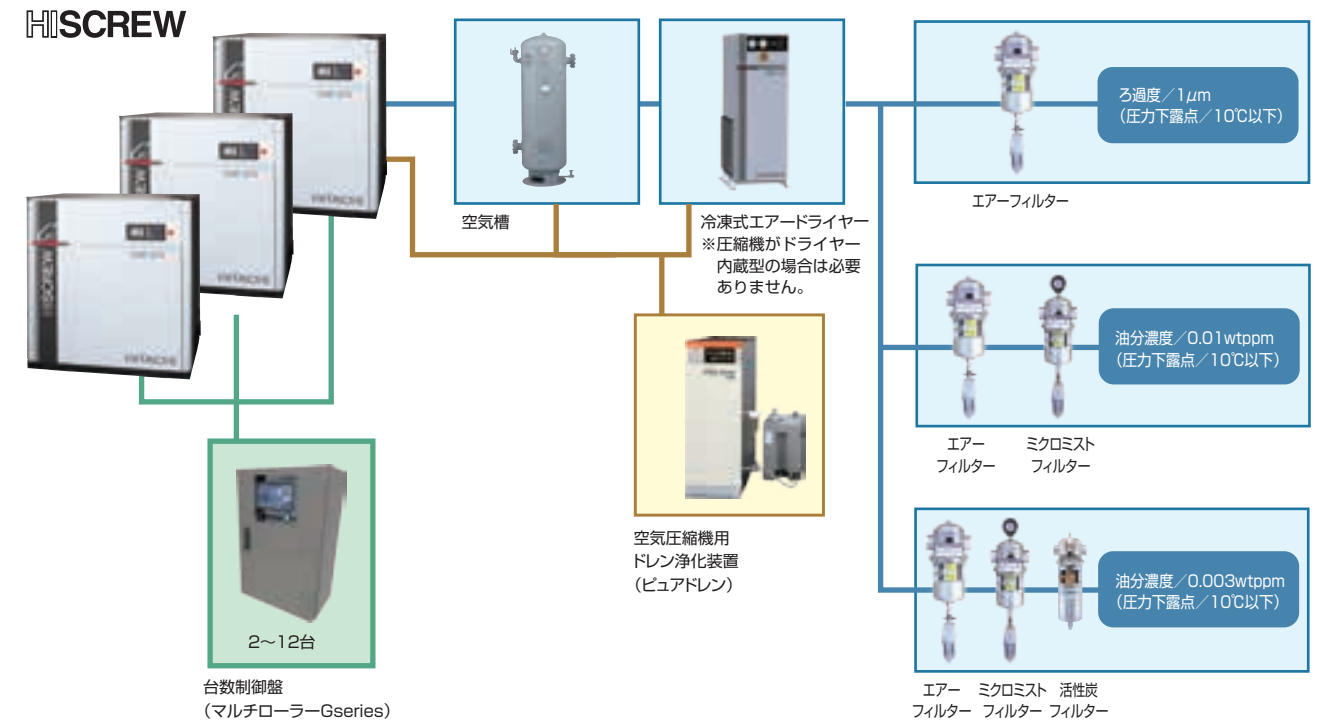 HISCREW
HISCREW
HITACHI
HITACHI
HITACHI
空気槽
冷凍式エアードライヤー
※圧縮機がドライヤー
内蔵型の場合は必要
ありません。
ろ過度／1μm
（圧力下露点／10℃以下）
エアーフィルター
油分濃度／0.01wtppm
（圧力下露点／10℃以下）
エアー
フィルター
ミクロミスト
フィルター
空気圧縮機用
ドレン浄化装置
（ピュアドレン）
油分濃度／0.003wtppm
（圧力下露点／10℃以下）
エアー
フィルター
ミクロミスト
フィルター
活性炭
フィルター
2〜12台
台数制御盤
（マルチローラーGseries）